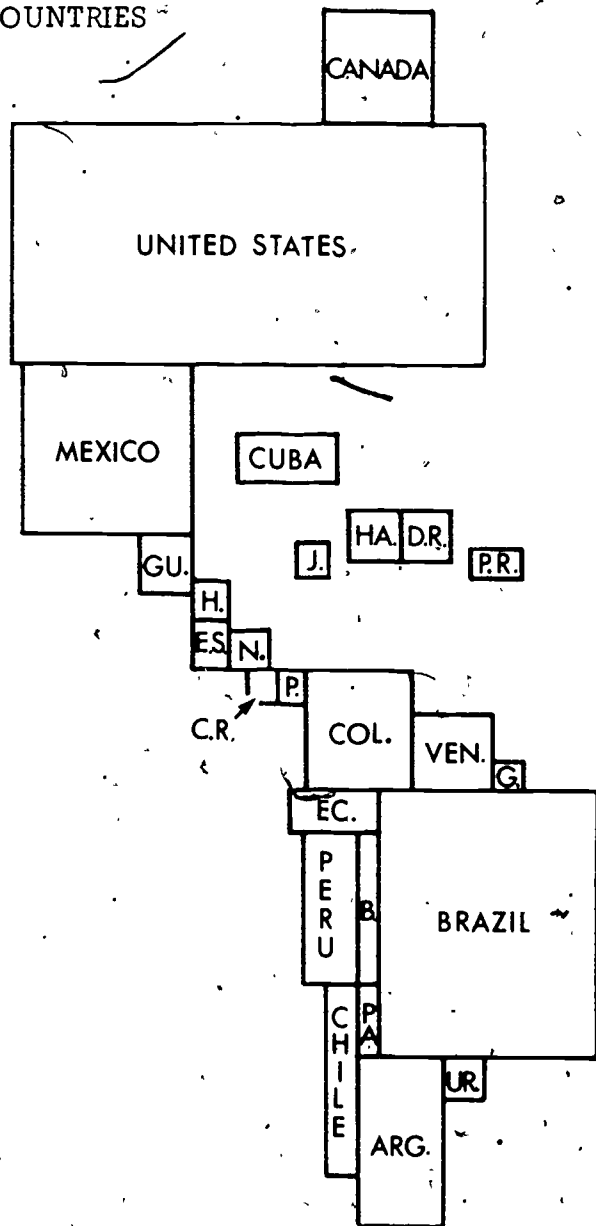 OUNTRIES
CANADA
UNITED STATES
MEXICO
CUBA
HA. D.R.
J.
P.R.
GU.
H.
E.S.
N.
P.
C.R.
COL.
VEN.
G.
EC.
PERU
B.
BRAZIL
PA
CHILE
UR.
ARG.